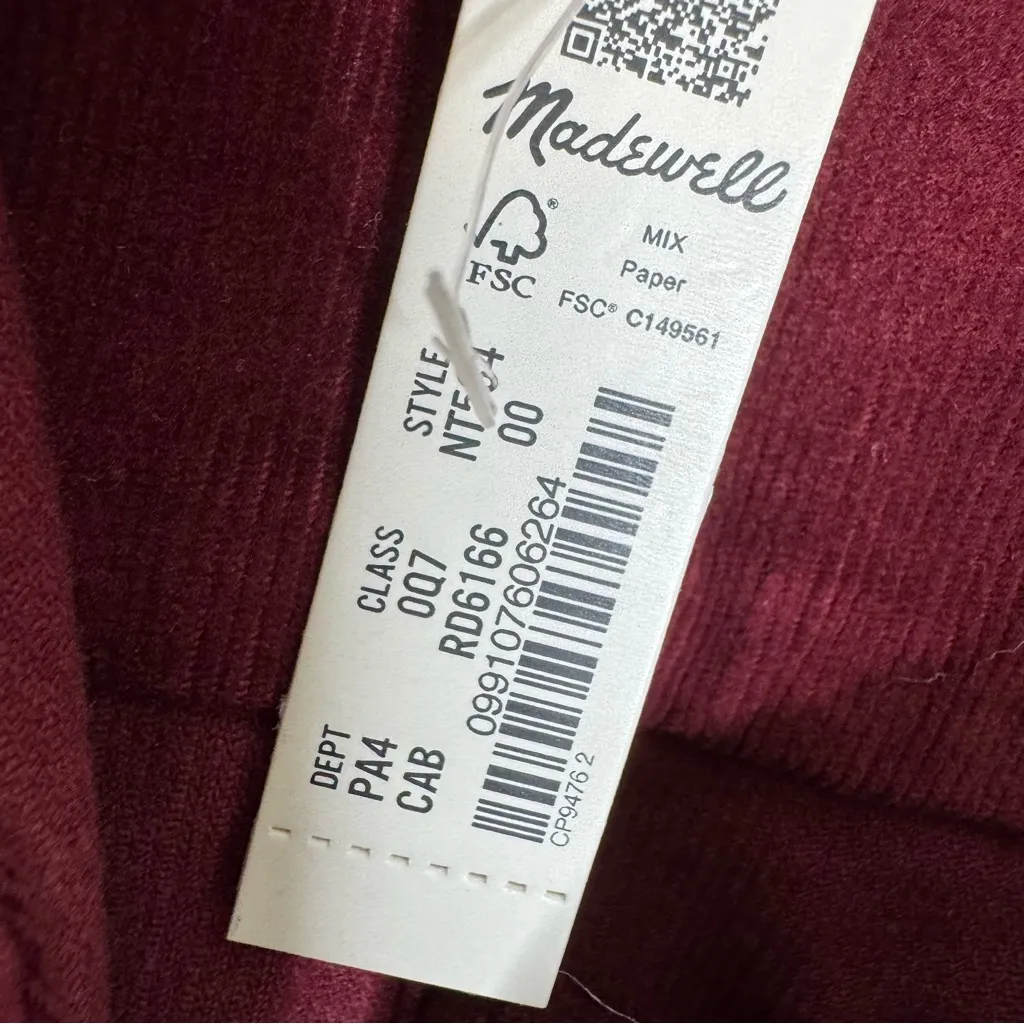 Madewell
FSC
MIX
Paper
FSC® C149561
STYLE
00
CLASS
0Q7
RD6166
DEPT
PA4
CAB
099107606264
CP9476 2